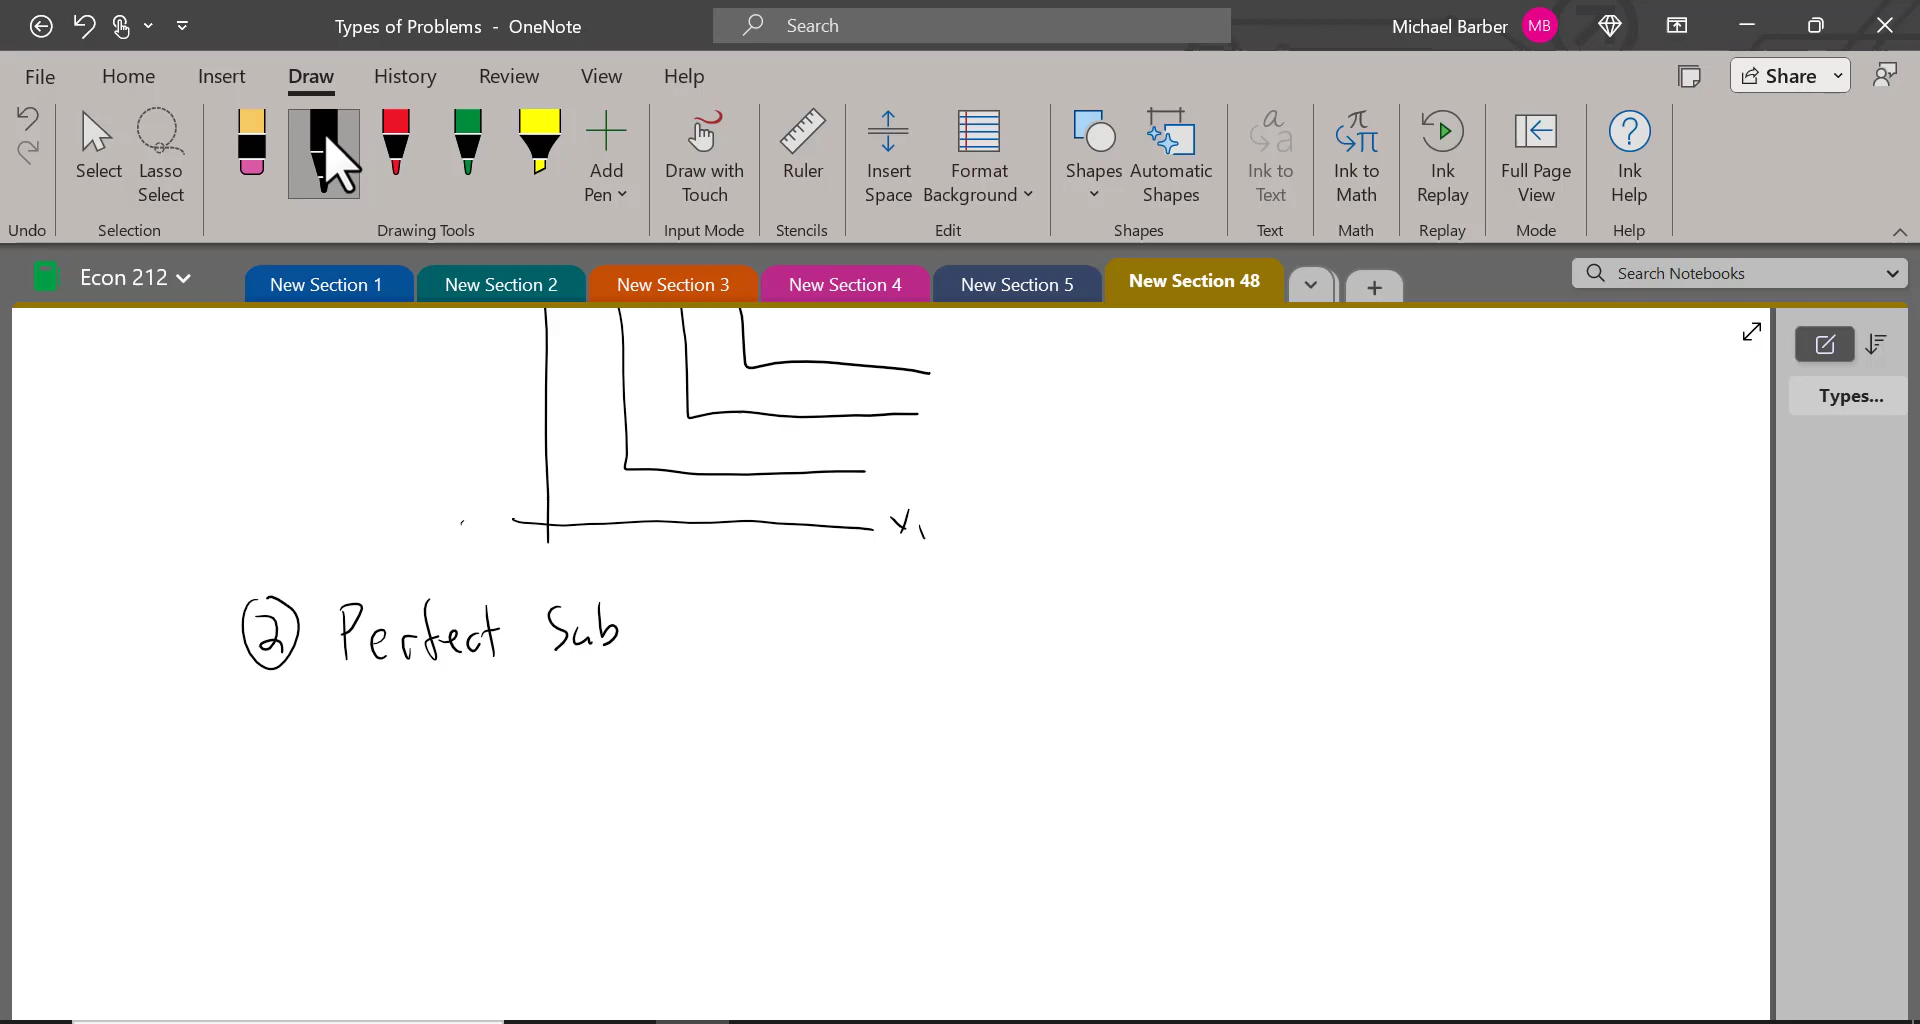 Types of Problems - OneNote
Search
Michael Barber
MB
File Home Insert Draw History Review View Help
Share
Select
Lasso Select
Add Pen
Draw with Touch
Ruler
Insert Space
Format Background
Shapes
Automatic Shapes
Ink to Text
Ink to Math
Ink Replay
Full Page View
Ink Help
Undo Selection Drawing Tools Input Mode Stencils Edit Shapes Text Math Replay Mode Help
Econ 212
New Section 1 New Section 2 New Section 3 New Section 4 New Section 5 New Section 48
Search Notebooks
Types...
x₁
② Perfect Sub